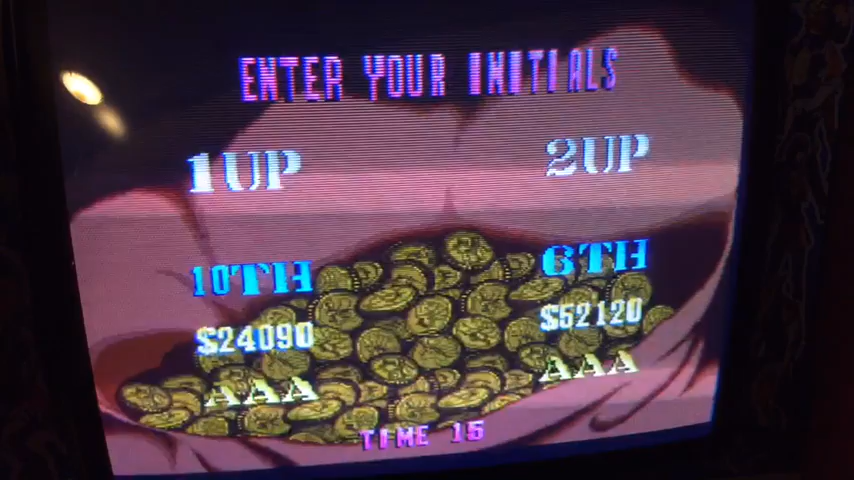 ENTER YOUR INITIALS
1UP 2UP
10TH 6TH
$24090 $52120
AAA AAA
TIME 15